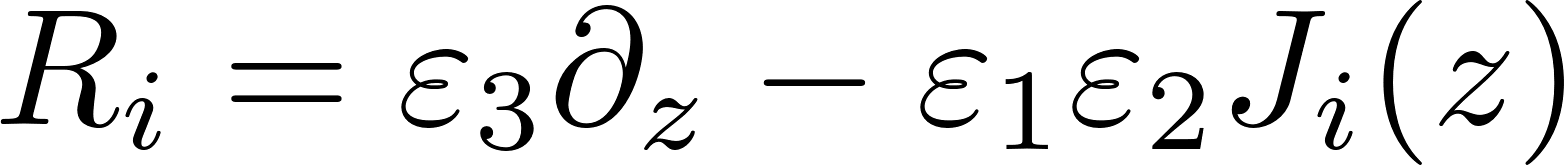 R_i = ε_3 ∂_z − ε_1 ε_2 J_i(z)